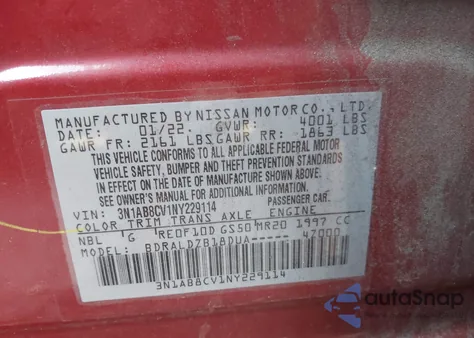 MANUFACTURED BY NISSAN MOTOR CO., LTD.
DATE: 01/22. GVWR: 4001 LBS
GAWR FR: 2161 LBS GAWR RR: 1863 LBS
THIS VEHICLE CONFORMS TO ALL APPLICABLE FEDERAL MOTOR
VEHICLE SAFETY, BUMPER AND THEFT PREVENTION STANDARDS
IN EFFECT ON THE DATE OF MANUFACTURE SHOWN ABOVE.
SEE OWNER'S MANUAL FOR ADDITIONAL INFORMATION.
VIN: 3N1AB8CV1NY229114 PASSENGER CAR.
COLOR TRIM TRANS AXLE ENGINE
NBL G RE0F10D GS50 MR20 1997 CC
MODEL: BDRALDZB18DUA 47000
3N1AB8CV1NY229114
autoSnap